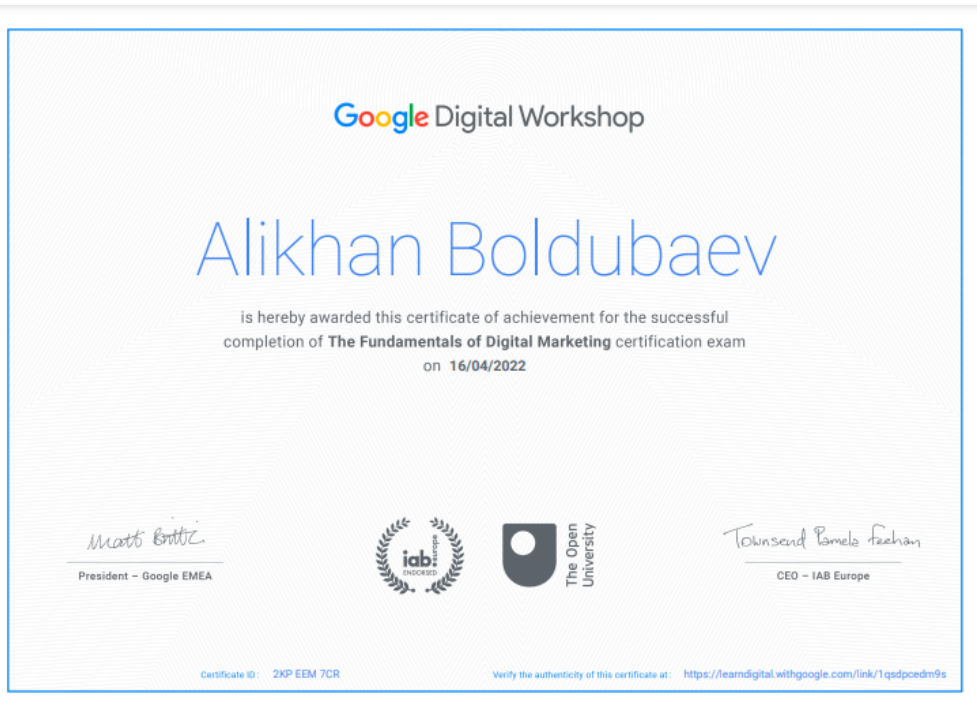 Google Digital Workshop
Alikhan Boldubaev
is hereby awarded this certificate of achievement for the successful
completion of The Fundamentals of Digital Marketing certification exam
on 16/04/2022
Matt Brittin
President – Google EMEA
iab: europe
ENDORSED
The Open
University
Townsend Pamela Feehan
CEO – IAB Europe
Certificate ID : 2KP EEM 7CR
Verify the authenticity of this certificate at : https://learndigital.withgoogle.com/link/1qsdpcedm9s